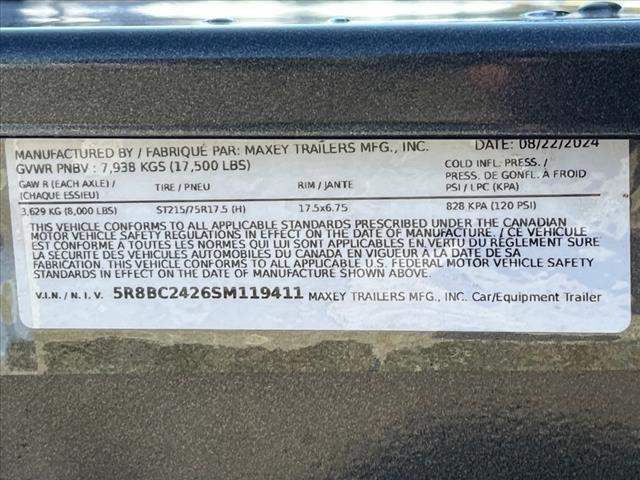 MANUFACTURED BY / FABRIQUÉ PAR: MAXEY TRAILERS MFG., INC. DATE: 08/22/2024
GVWR PNBV : 7,938 KGS (17,500 LBS)
GAW R (EACH AXLE) / (CHAQUE ESSIEU) TIRE / PNEU RIM / JANTE COLD INFL. PRESS. / PRESS. DE GONFL. À FROID PSI / LPC (KPA)
3,629 KG (8,000 LBS) ST215/75R17.5 (H) 17.5x6.75 828 KPA (120 PSI)
THIS VEHICLE CONFORMS TO ALL APPLICABLE STANDARDS PRESCRIBED UNDER THE CANADIAN
MOTOR VEHICLE SAFETY REGULATIONS IN EFFECT ON THE DATE OF MANUFACTURE. / CE VÉHICULE
EST CONFORME À TOUTES LES NORMES QUI LUI SONT APPLICABLES EN VERTU DU RÈGLEMENT SUR
LA SÉCURITÉ DES VÉHICULES AUTOMOBILES DU CANADA EN VIGUEUR À LA DATE DE SA
FABRICATION. THIS VEHICLE CONFORMS TO ALL APPLICABLE U.S. FEDERAL MOTOR VEHICLE SAFETY
STANDARDS IN EFFECT ON THE DATE OF MANUFACTURE SHOWN ABOVE.
V.I.N. / N.I.V. 5R8BC2426SM119411 MAXEY TRAILERS MFG., INC. Car/Equipment Trailer